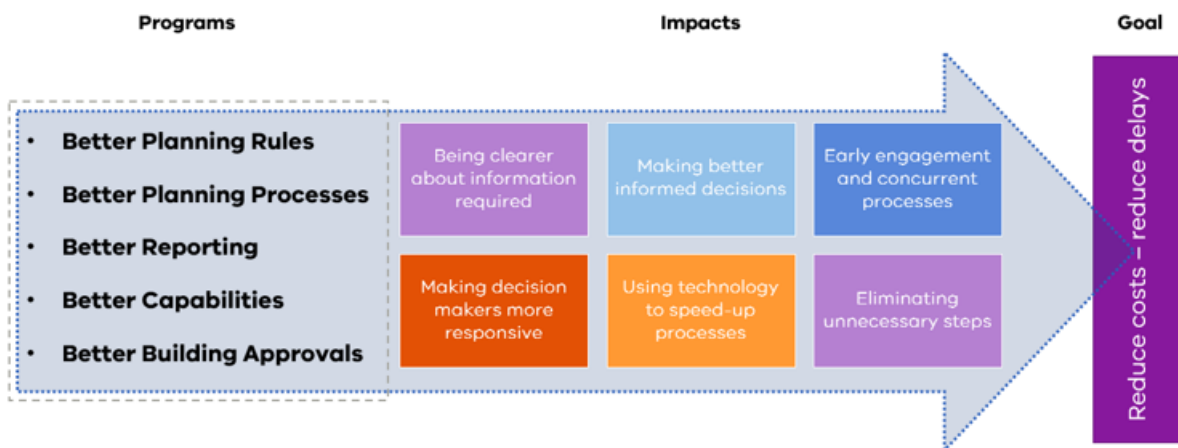 Programs
Impacts
Goal
• Better Planning Rules
• Better Planning Processes
• Better Reporting
• Better Capabilities
• Better Building Approvals
Being clearer
about information
required
Making better
informed decisions
Early engagement
and concurrent
processes
Making decision
makers more
responsive
Using technology
to speed-up
processes
Eliminating
unnecessary steps
Reduce costs – reduce delays